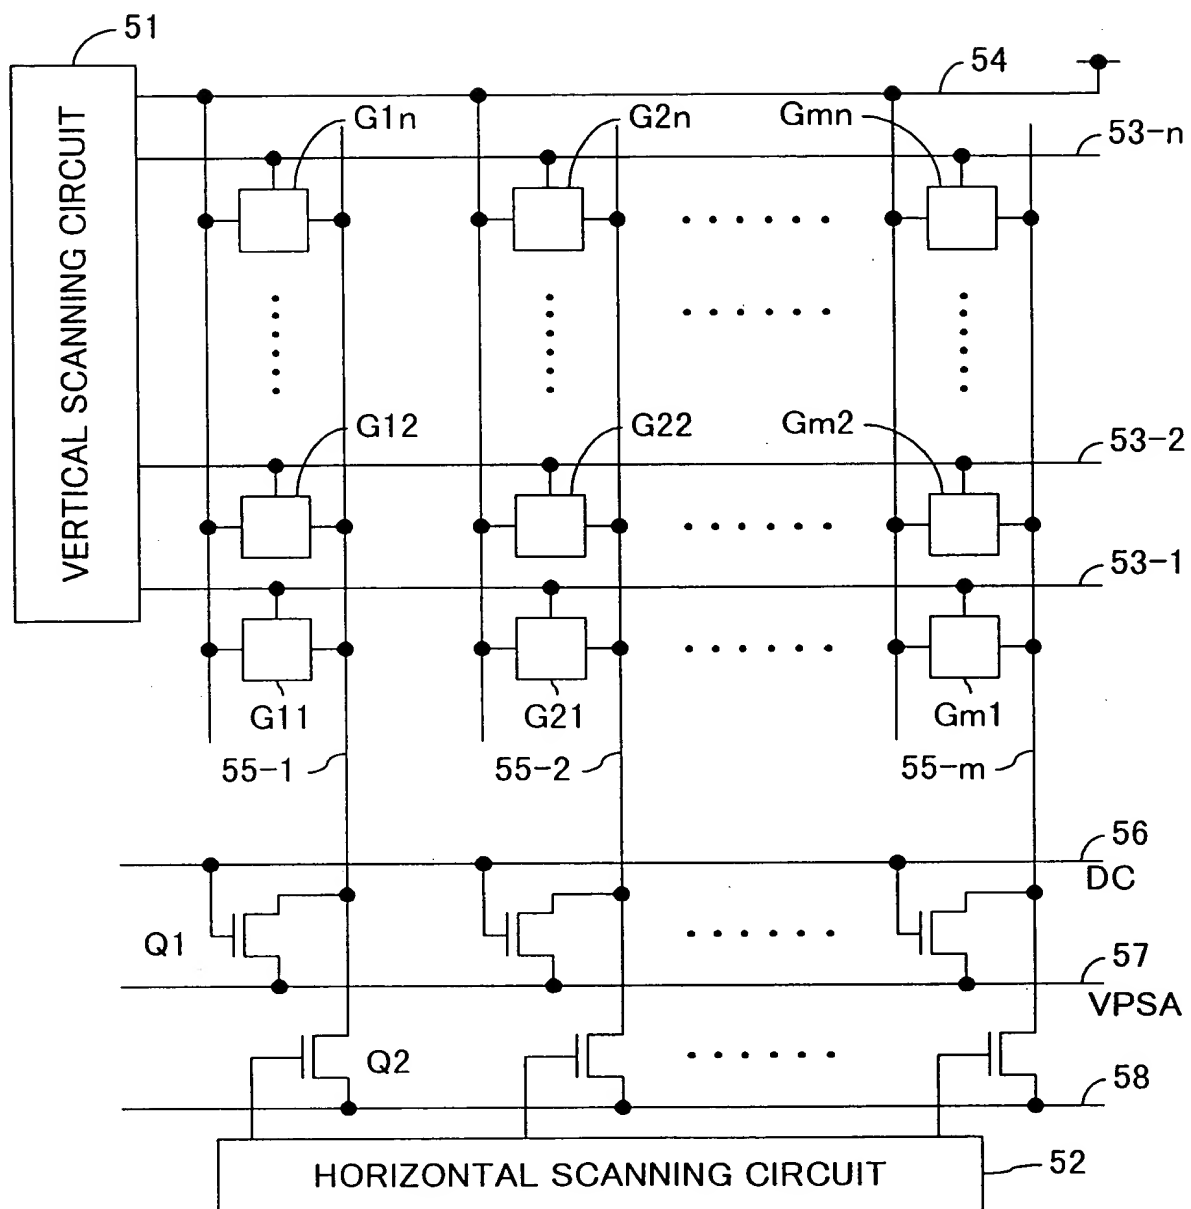 51
54
G1n
G2n
Gmn
53-n
VERTICAL SCANNING CIRCUIT
G12
G22
Gm2
53-2
53-1
G11
G21
Gm1
55-1
55-2
55-m
56
DC
Q1
57
VPSA
Q2
58
HORIZONTAL SCANNING CIRCUIT
52